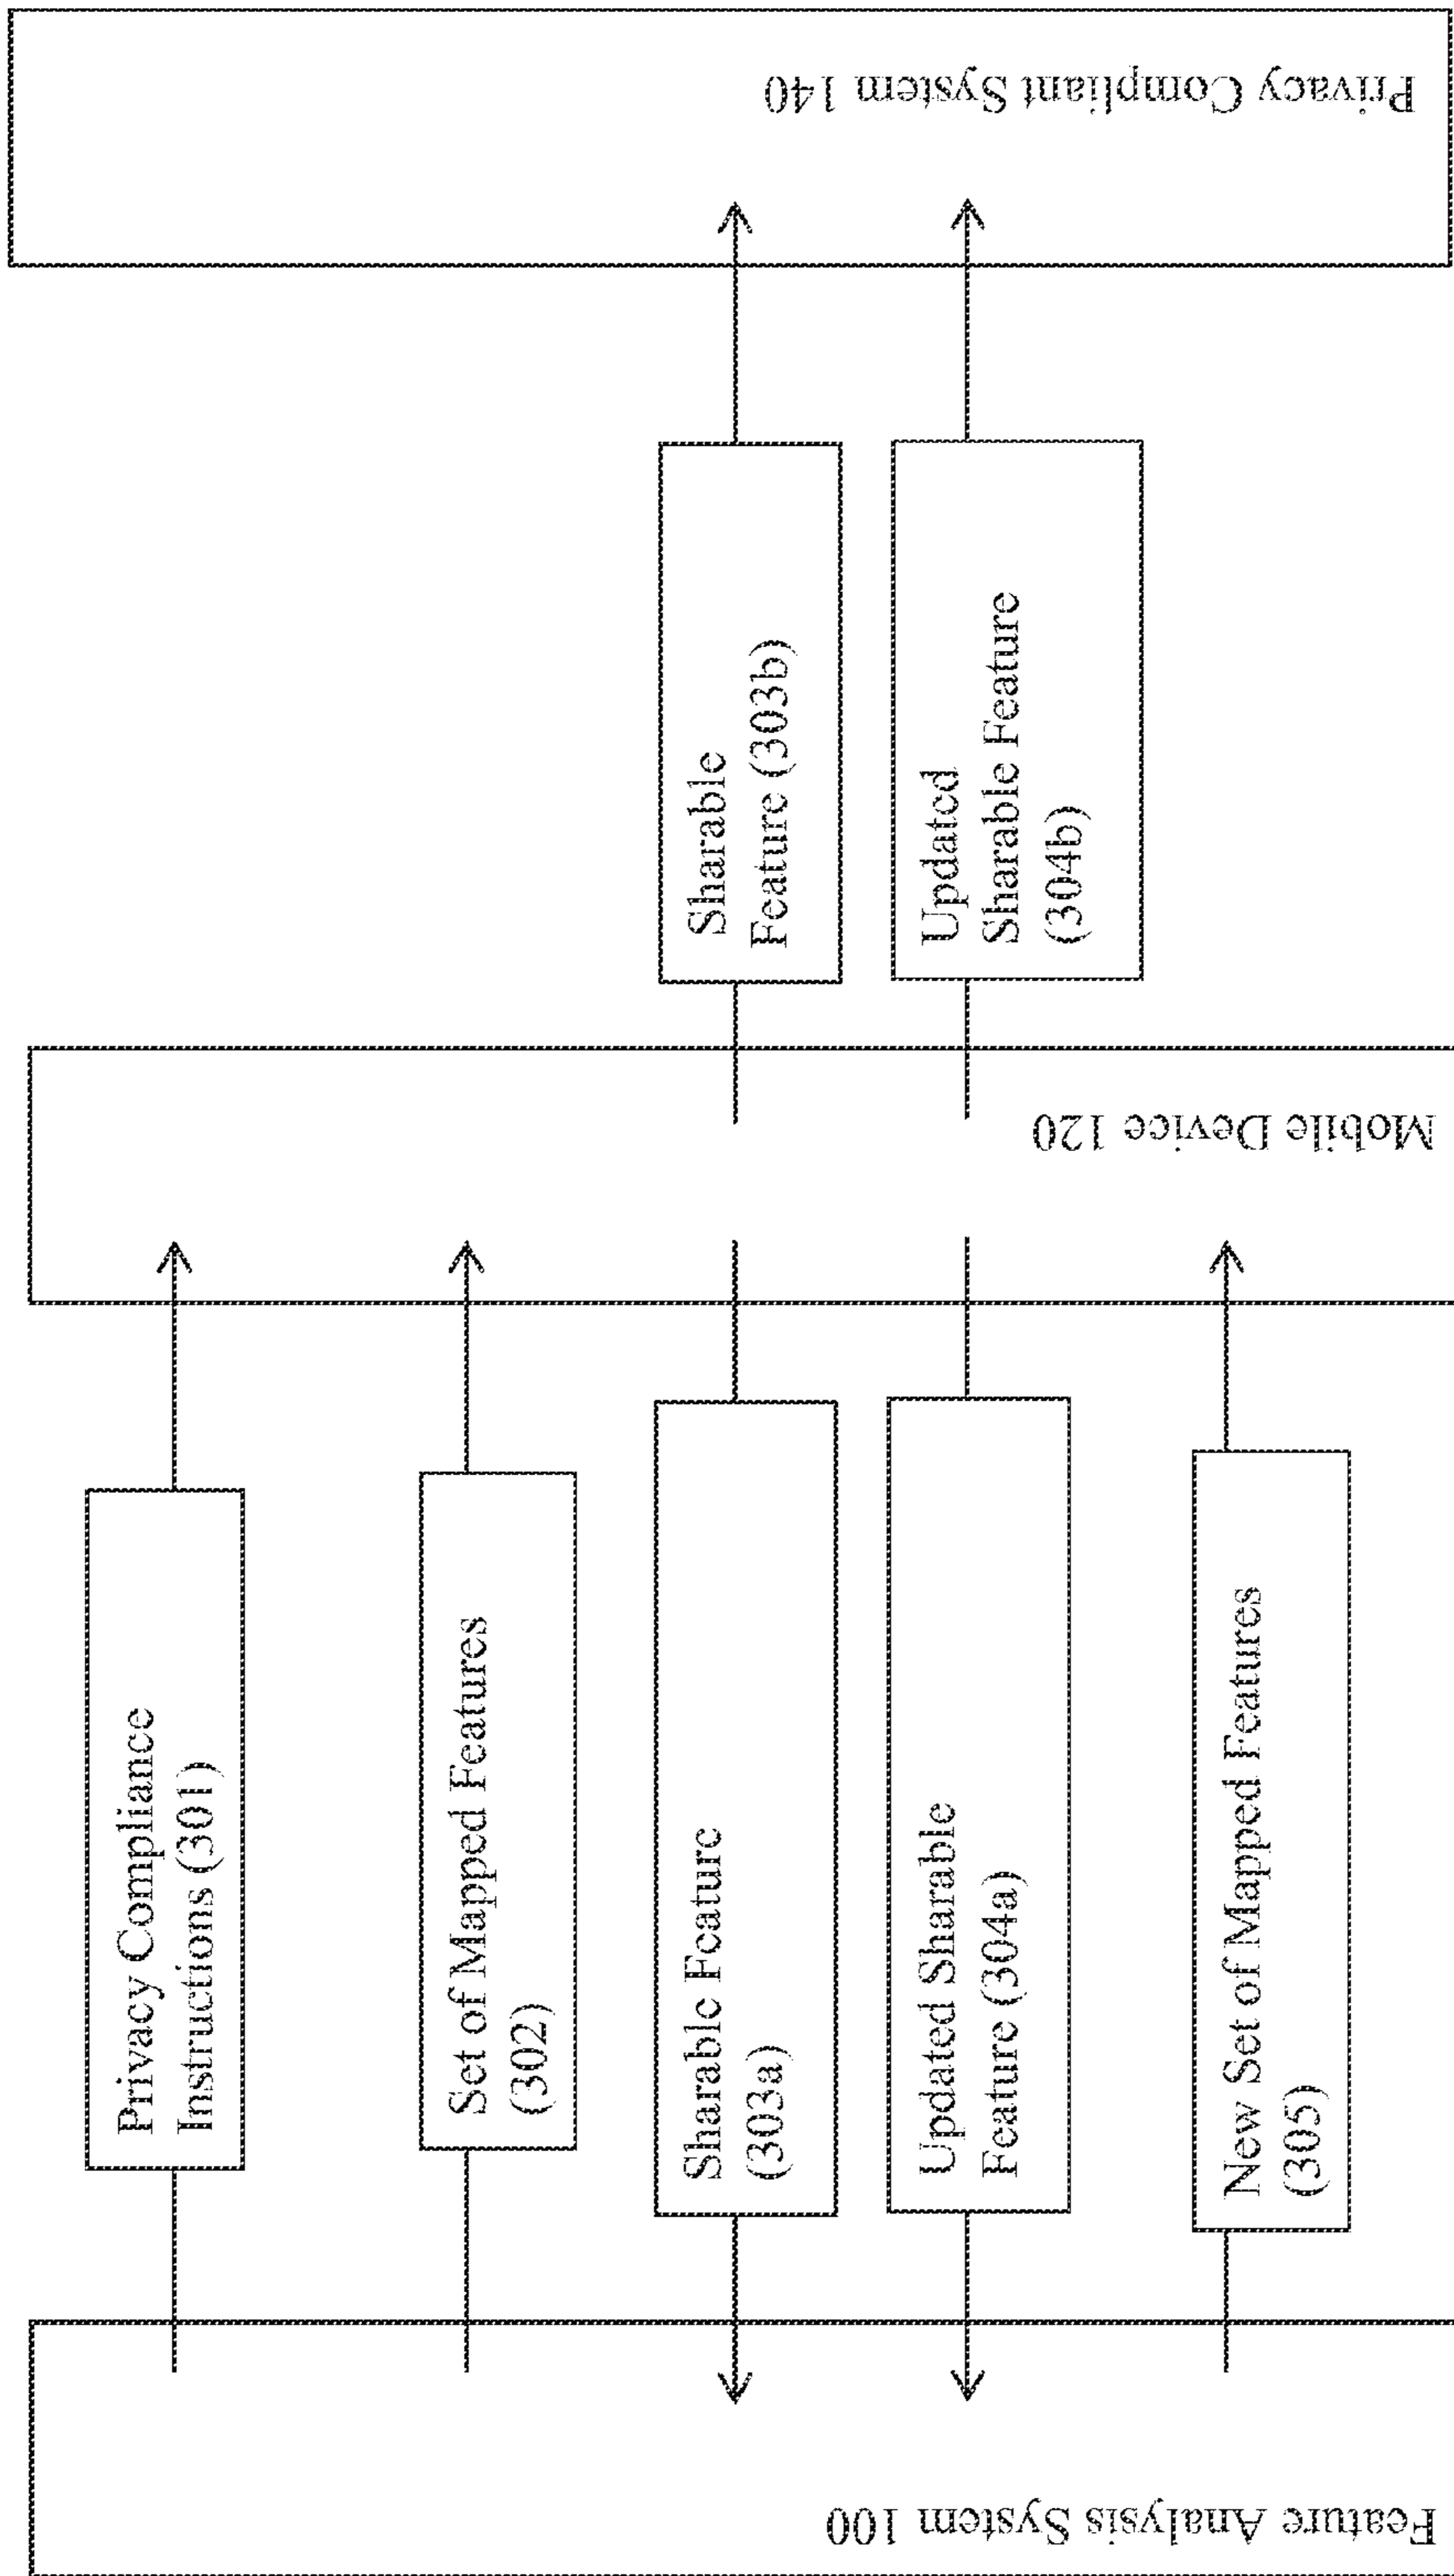 Feature Analysis System 100
Mobile Device 120
Privacy Compliant System 140
Privacy Compliance
Instructions (301)
Set of Mapped Features
(302)
Sharable Feature
(303a)
Sharable
Feature (303b)
Updated Sharable
Feature (304a)
Updated
Sharable Feature
(304b)
New Set of Mapped Features
(305)